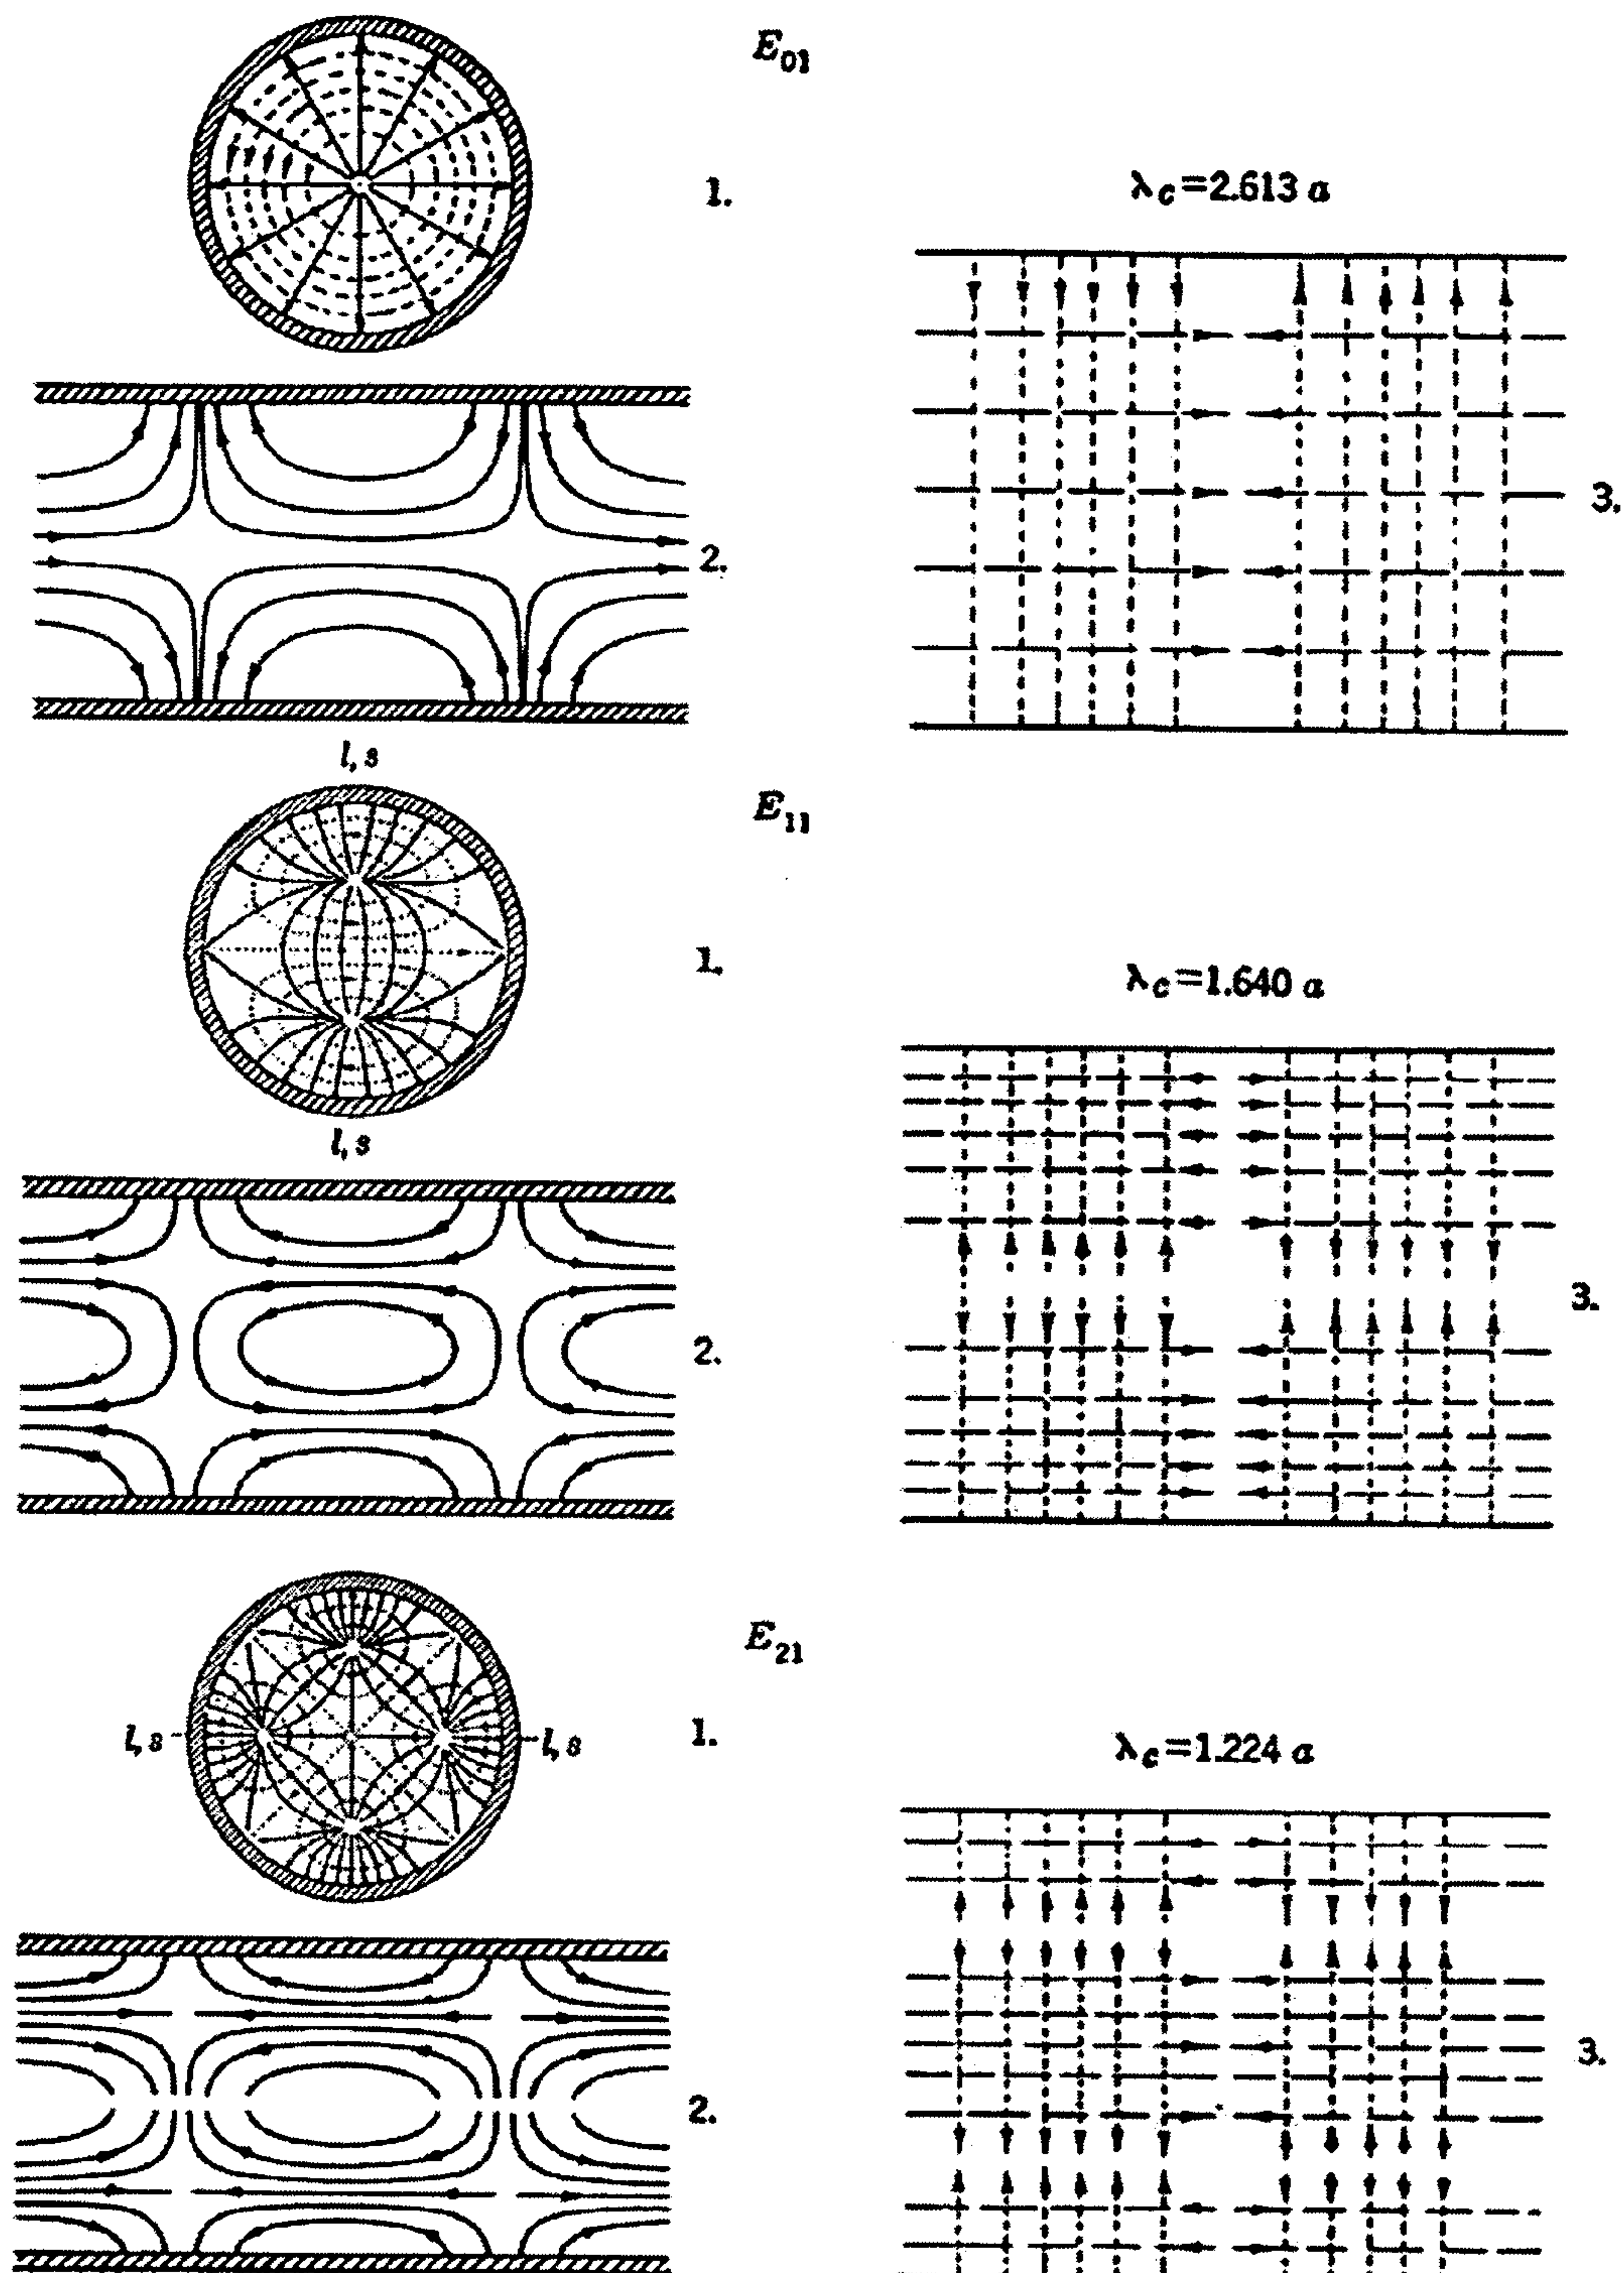 E₀₁
1.
λc=2.613 a
2.
3.
l, s
E₁₁
1.
λc=1.640 a
l, s
2.
3.
E₂₁
l, s
1.
l, s
λc=1.224 a
2.
3.